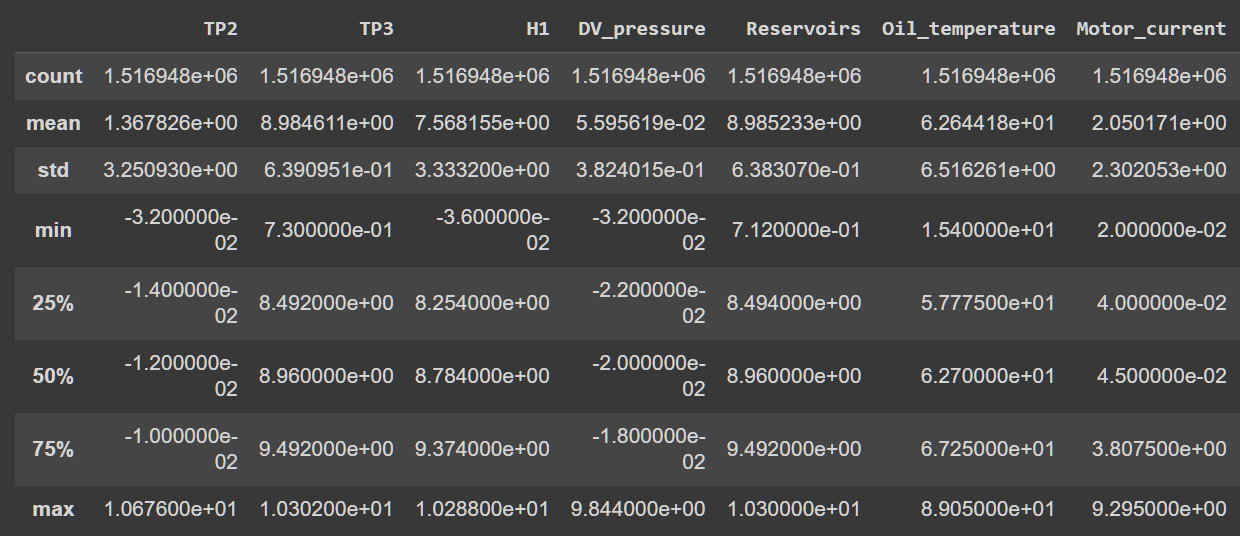 TP2 TP3 H1 DV_pressure Reservoirs Oil_temperature Motor_current
count 1.516948e+06 1.516948e+06 1.516948e+06 1.516948e+06 1.516948e+06 1.516948e+06 1.516948e+06
mean 1.367826e+00 8.984611e+00 7.568155e+00 5.595619e-02 8.985233e+00 6.264418e+01 2.050171e+00
std 3.250930e+00 6.390951e-01 3.333200e+00 3.824015e-01 6.383070e-01 6.516261e+00 2.302053e+00
min -3.200000e-02 7.300000e-01 -3.600000e-02 -3.200000e-02 7.120000e-01 1.540000e+01 2.000000e-02
25% -1.400000e-02 8.492000e+00 8.254000e+00 -2.200000e-02 8.494000e+00 5.777500e+01 4.000000e-02
50% -1.200000e-02 8.960000e+00 8.784000e+00 -2.000000e-02 8.960000e+00 6.270000e+01 4.500000e-02
75% -1.000000e-02 9.492000e+00 9.374000e+00 -1.800000e-02 9.492000e+00 6.725000e+01 3.807500e+00
max 1.067600e+01 1.030200e+01 1.028800e+01 9.844000e+00 1.030000e+01 8.905000e+01 9.295000e+00